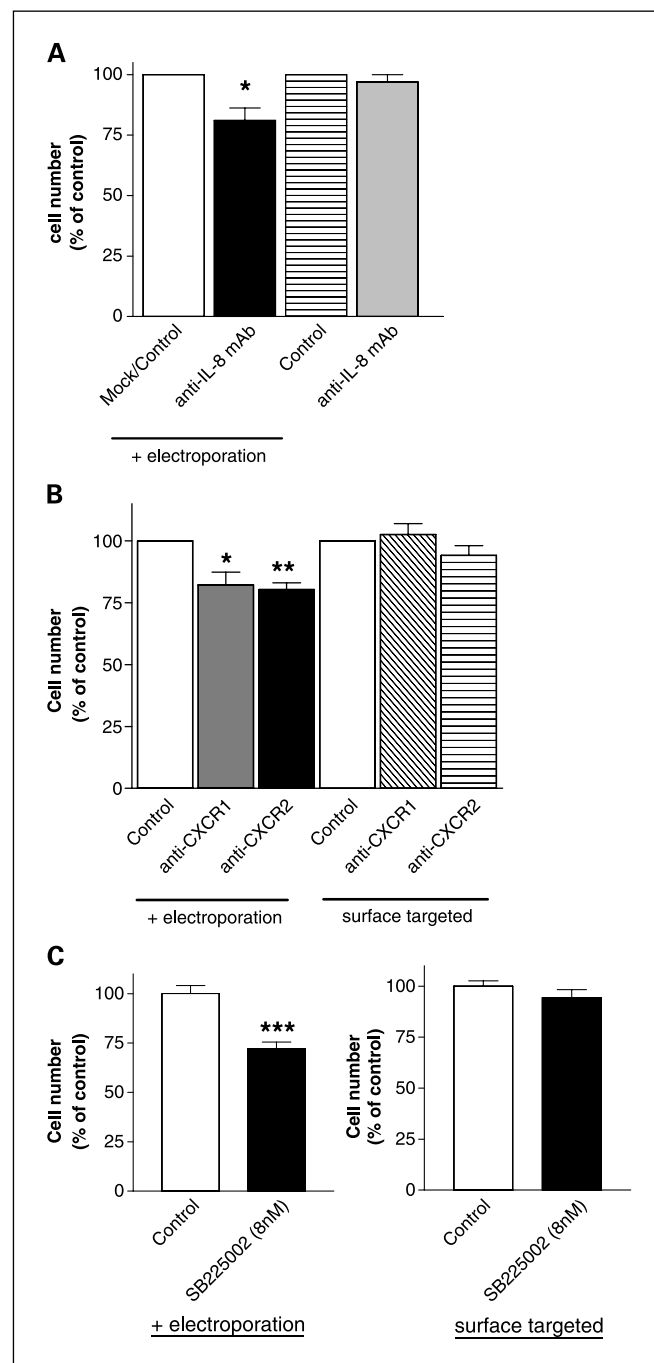 A
cell number
(% of control)
100
75
50
25
0
*
Mock/Control
anti-IL-8 mAb
Control
anti-IL-8 mAb
+ electroporation
B
Cell number
(% of control)
100
75
50
25
0
*
**
Control
anti-CXCR1
anti-CXCR2
Control
anti-CXCR1
anti-CXCR2
+ electroporation
surface targeted
C
Cell number
(% of control)
100
75
50
25
0
***
Control
SB225002 (8nM)
+ electroporation
Cell number
(% of control)
100
75
50
25
0
Control
SB225002 (8nM)
surface targeted